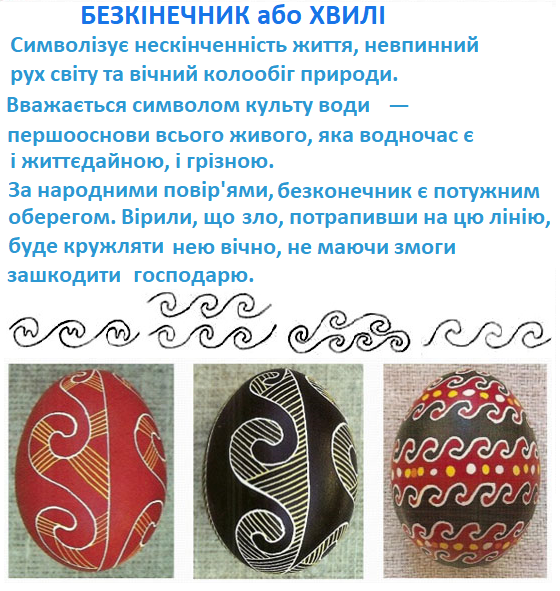 БЕЗКІНЕЧНИК або ХВИЛІ
Символізує нескінченність життя, невпинний
рух світу та вічний колообіг природи.
Вважається символом культу води —
першооснови всього живого, яка водночас є
і життєдайною, і грізною.
За народними повір'ями, безконечник є потужним
оберегом. Вірили, що зло, потрапивши на цю лінію,
буде кружляти нею вічно, не маючи змоги
зашкодити господарю.